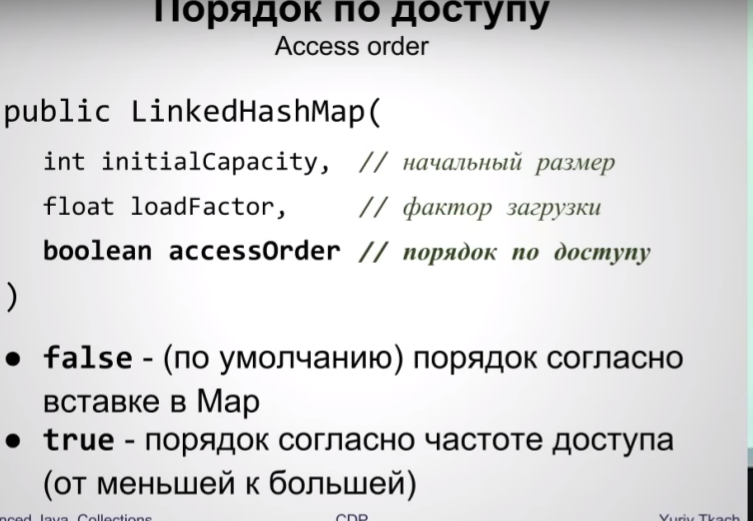 Порядок по доступу
Access order
public LinkedHashMap(
int initialCapacity, // начальный размер
float loadFactor, // фактор загрузки
boolean accessOrder // порядок по доступу
)
● false - (по умолчанию) порядок согласно
вставке в Map
● true - порядок согласно частоте доступа
(от меньшей к большей)
nced Java. Collections CDP Yuriy Tkach